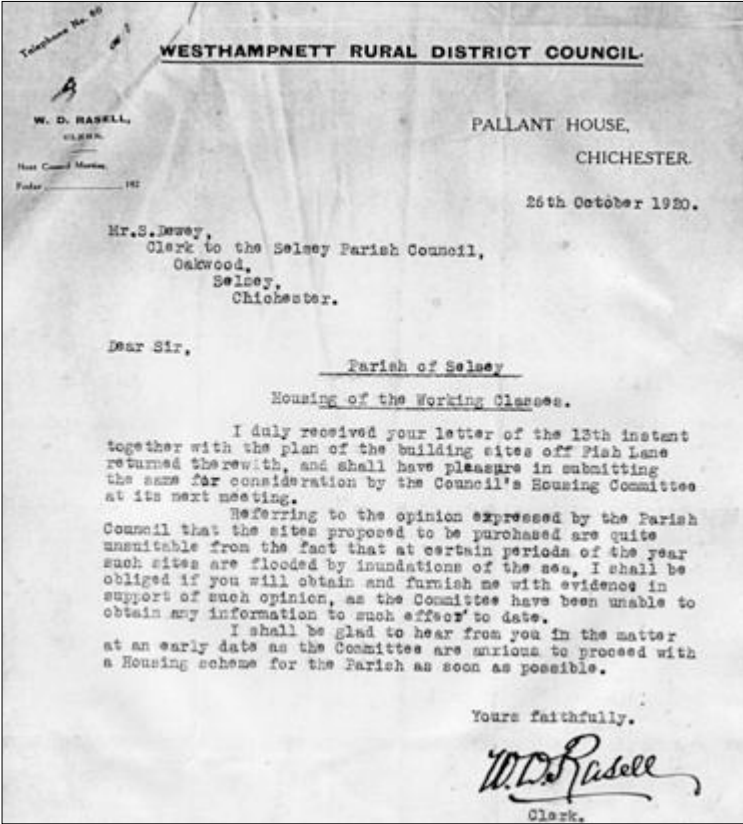 Telephone No. 60
WESTHAMPNETT RURAL DISTRICT COUNCIL.
W. D. RASELL,
CLERK.
Next Council Meeting,
Friday 192
PALLANT HOUSE,
CHICHESTER.
26th October 1920.
Mr.S.Dewey,
Clerk to the Selsey Parish Council,
Oakwood,
Selsey,
Chichester.
Dear Sir,
Parish of Selsey
Housing of the Working Classes.
I duly received your letter of the 13th instant
together with the plan of the building sites off Fish Lane
returned therewith, and shall have pleasure in submitting
the same for consideration by the Council's Housing Committee
at its next meeting.
Referring to the opinion expressed by the Parish
Council that the sites proposed to be purchased are quite
unsuitable from the fact that at certain periods of the year
such sites are flooded by inundations of the sea, I shall be
obliged if you will obtain and furnish me with evidence in
support of such opinion, as the Committee have been unable to
obtain any information to such effect to date.
I shall be glad to hear from you in the matter
at an early date as the Committee are anxious to proceed with
a Housing scheme for the Parish as soon as possible.
Yours faithfully.
W.D.Rasell
Clerk.